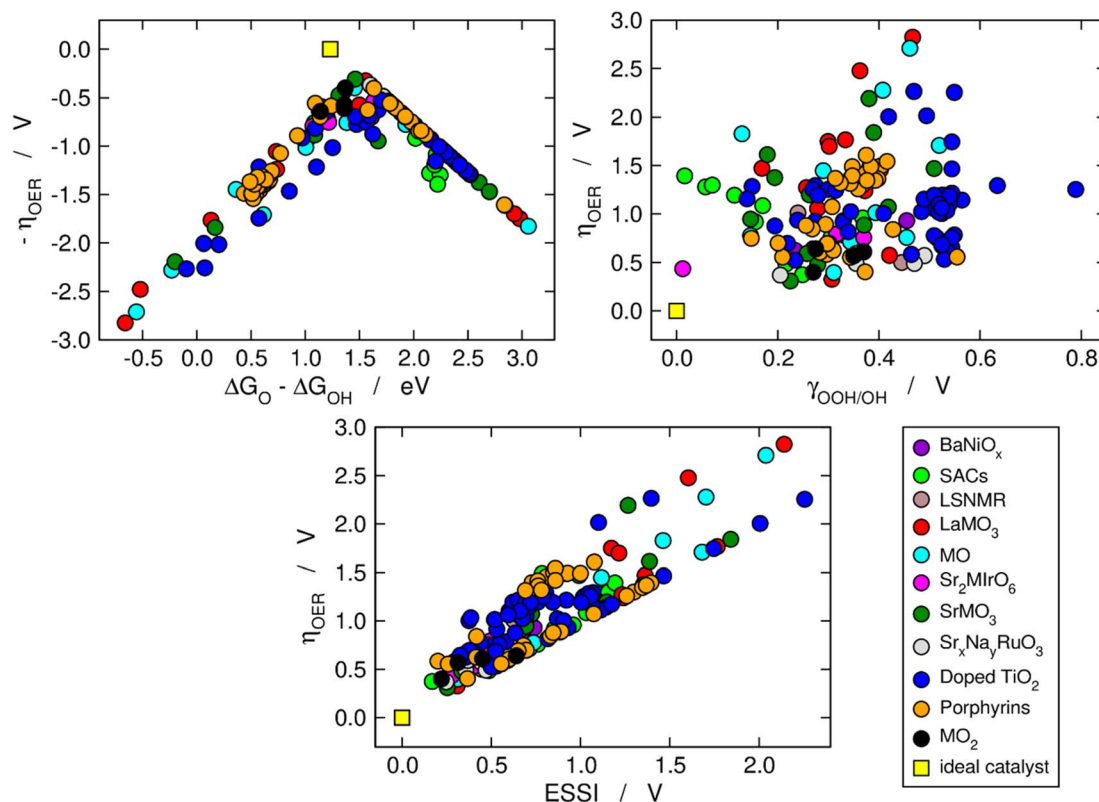 0.0
-0.5
-1.0
-1.5
-2.0
-2.5
-3.0
- ηOER / V
-0.5 0.0 0.5 1.0 1.5 2.0 2.5 3.0
ΔGO - ΔGOH / eV
3.0
2.5
2.0
1.5
1.0
0.5
0.0
ηOER / V
0.0 0.2 0.4 0.6 0.8
γOOH/OH / V
3.0
2.5
2.0
1.5
1.0
0.5
0.0
ηOER / V
0.0 0.5 1.0 1.5 2.0
ESSI / V
BaNiOx
SACs
LSNMR
LaMO3
MO
Sr2MIrO6
SrMO3
SrxNayRuO3
Doped TiO2
Porphyrins
MO2
ideal catalyst